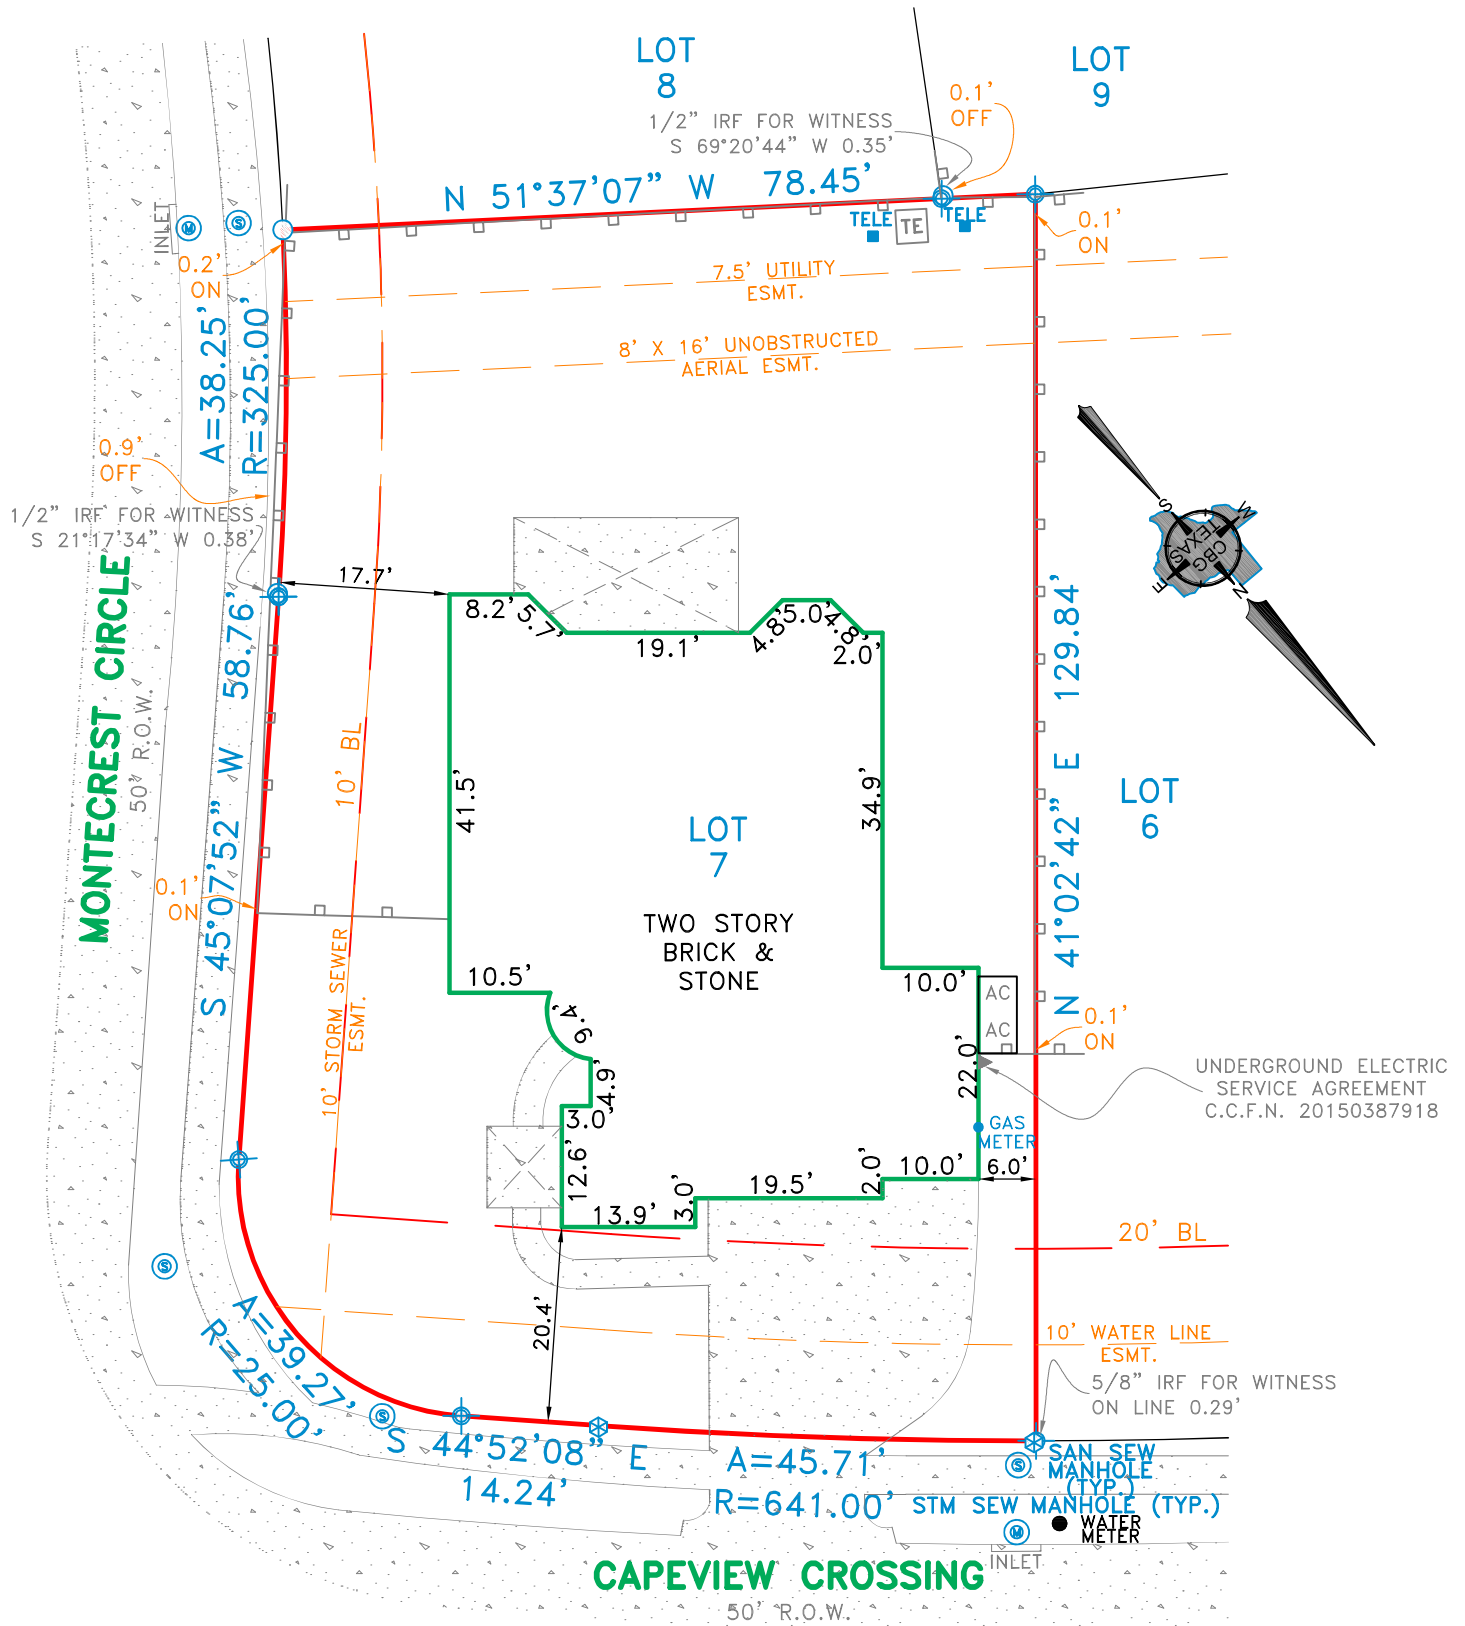 LOT
8
LOT
9
0.1'
OFF
1/2" IRF FOR WITNESS
S 69°20'44" W 0.35'
N 51°37'07" W 78.45'
TELE
TE
TELE
0.1'
ON
INLET
M
S
0.2'
ON
7.5' UTILITY
ESMT.
8' X 16' UNOBSTRUCTED
AERIAL ESMT.
A=38.25'
R=325.00'
0.9'
OFF
1/2" IRF FOR WITNESS
S 21°17'34" W 0.38'
MONTECREST CIRCLE
50' R.O.W.
S 45°07'52" W 58.76'
17.7'
8.2'
5.7'
19.1'
4.8'
5.0'
4.8'
2.0'
S
W
TEXAS
CBG
E
N
10' BL
41.5'
34.9'
LOT
7
TWO STORY
BRICK &
STONE
N 41°02'42" E 129.84'
LOT
6
0.1'
ON
10' STORM SEWER
ESMT.
10.5'
9.4'
4.9'
3.0'
12.6'
10.0'
AC
AC
0.1'
ON
22.0'
UNDERGROUND ELECTRIC
SERVICE AGREEMENT
C.C.F.N. 20150387918
GAS
METER
13.9'
3.0'
19.5'
2.0'
10.0'
6.0'
20' BL
S
20.4'
10' WATER LINE
ESMT.
5/8" IRF FOR WITNESS
ON LINE 0.29'
A=39.27'
R=25.00'
S
S 44°52'08" E
14.24'
A=45.71'
R=641.00'
S
SAN SEW
MANHOLE
(TYP.)
STM SEW MANHOLE (TYP.)
M
WATER
METER
INLET
CAPEVIEW CROSSING
50' R.O.W.